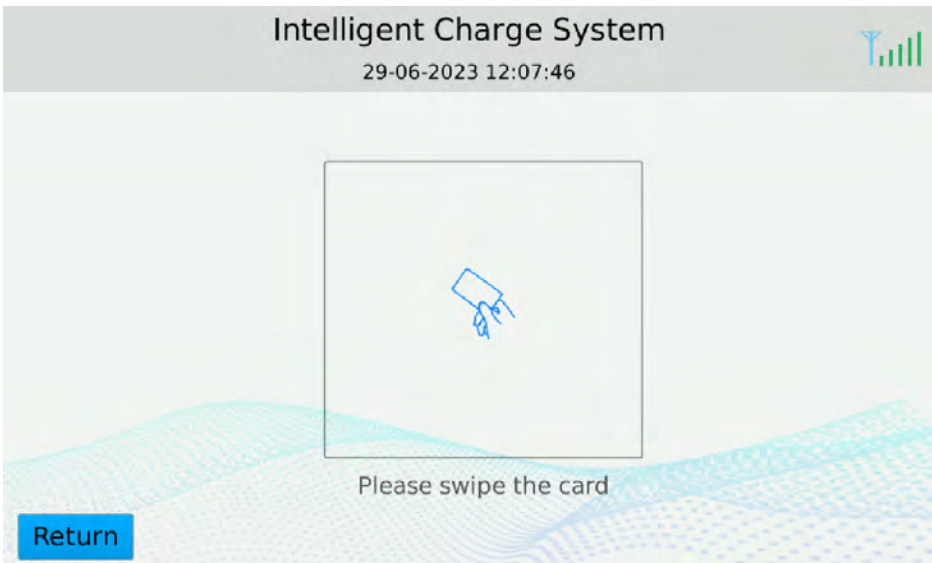 Intelligent Charge System
29-06-2023 12:07:46
Please swipe the card
Return